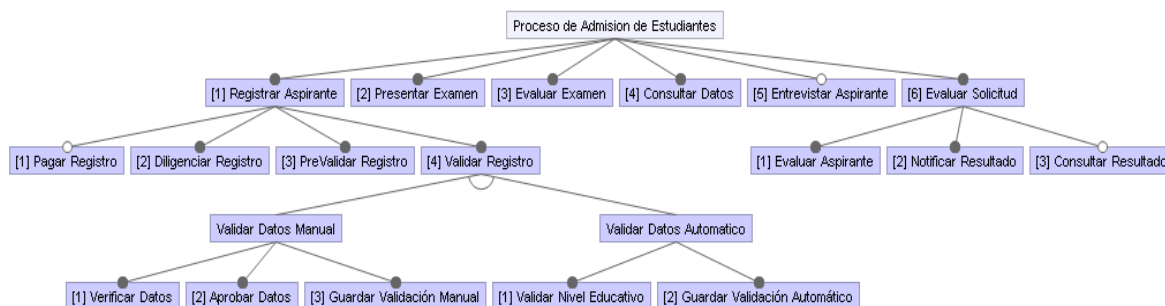 Proceso de Admision de Estudiantes
[1] Registrar Aspirante
[2] Presentar Examen
[3] Evaluar Examen
[4] Consultar Datos
[5] Entrevistar Aspirante
[6] Evaluar Solicitud
[1] Pagar Registro
[2] Diligenciar Registro
[3] PreValidar Registro
[4] Validar Registro
[1] Evaluar Aspirante
[2] Notificar Resultado
[3] Consultar Resultado
Validar Datos Manual
Validar Datos Automatico
[1] Verificar Datos
[2] Aprobar Datos
[3] Guardar Validación Manual
[1] Validar Nivel Educativo
[2] Guardar Validación Automático